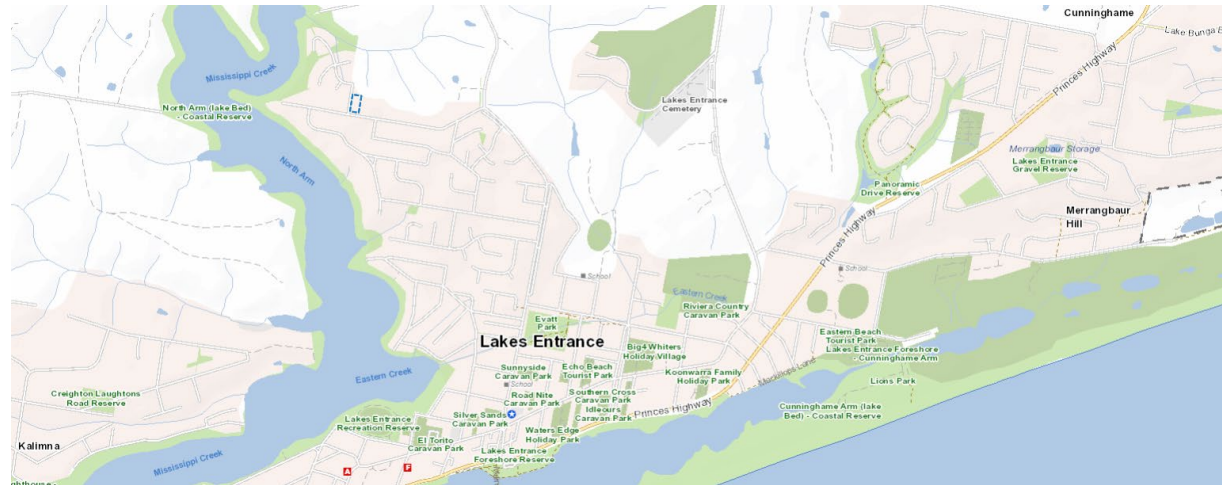 Cunninghame
Lake Bunga B
Princes Highway
Mississippi Creek
North Arm (lake Bed)
- Coastal Reserve
Lakes Entrance
Cemetery
North Arm
Merrangbaur Storage
Lakes Entrance
Gravel Reserve
Panoramic
Drive Reserve
Merrangbaur
Hill
Princes Highway
School
School
Eastern Creek
Riviera Country
Caravan Park
Evatt
Park
Lakes Entrance
Big4 Whiters
Holiday Village
Eastern Beach
Tourist Park
Lakes Entrance Foreshore
- Cunninghame Arm
Sunnyside
Caravan Park
Echo Beach
Tourist Park
Koonwarra Family
Holiday Park
Eastern Creek
School
Lions Park
Creighton Laughtons
Road Reserve
Road Nite
Caravan Park
Southern Cross
Caravan Park
Idleours
Caravan Park
Princes Highway
Cunninghame Arm (lake
Bed) - Coastal Reserve
Lakes Entrance
Recreation Reserve
Silver Sands
Caravan Park
Waters Edge
Holiday Park
El Torito
Caravan Park
Kalimna
Lakes Entrance
Foreshore Reserve
Mississippi Creek
A
F